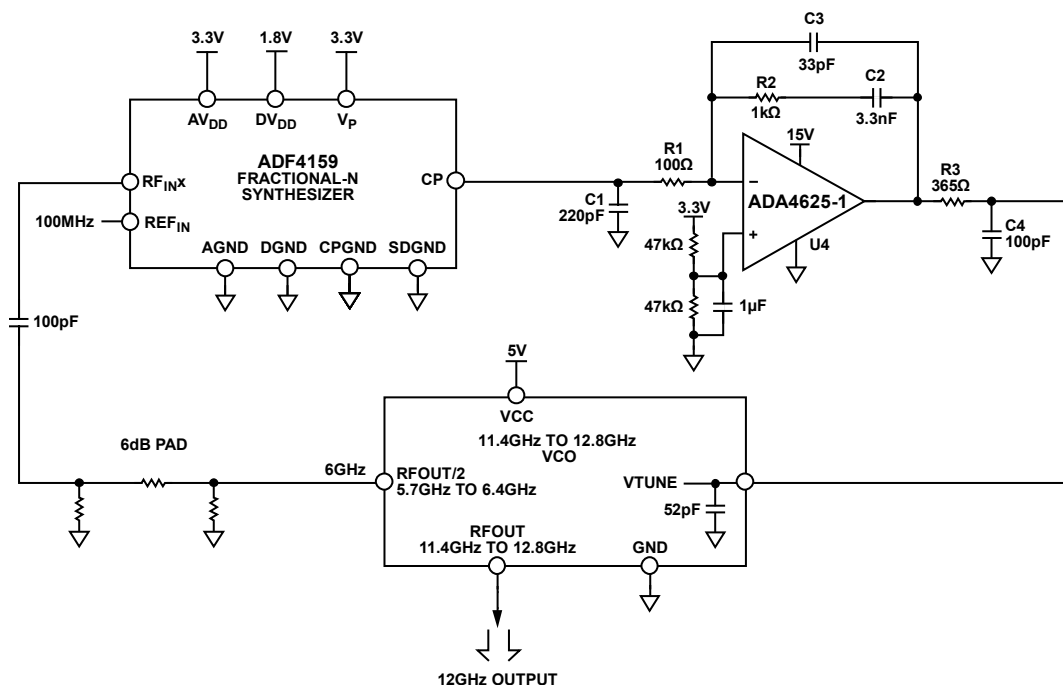 3.3V
1.8V
3.3V
AVDD
DVDD
VP
ADF4159
FRACTIONAL-N
SYNTHESIZER
RFINx
100MHz
REFIN
CP
AGND
DGND
CPGND
SDGND
100pF
C1
220pF
R1
100Ω
C3
33pF
R2
1kΩ
C2
3.3nF
15V
ADA4625-1
−
+
U4
3.3V
47kΩ
47kΩ
1µF
R3
365Ω
C4
100pF
5V
VCC
11.4GHz TO 12.8GHz
VCO
6dB PAD
6GHz
RFOUT/2
5.7GHz TO 6.4GHz
VTUNE
52pF
RFOUT
11.4GHz TO 12.8GHz
GND
12GHz OUTPUT